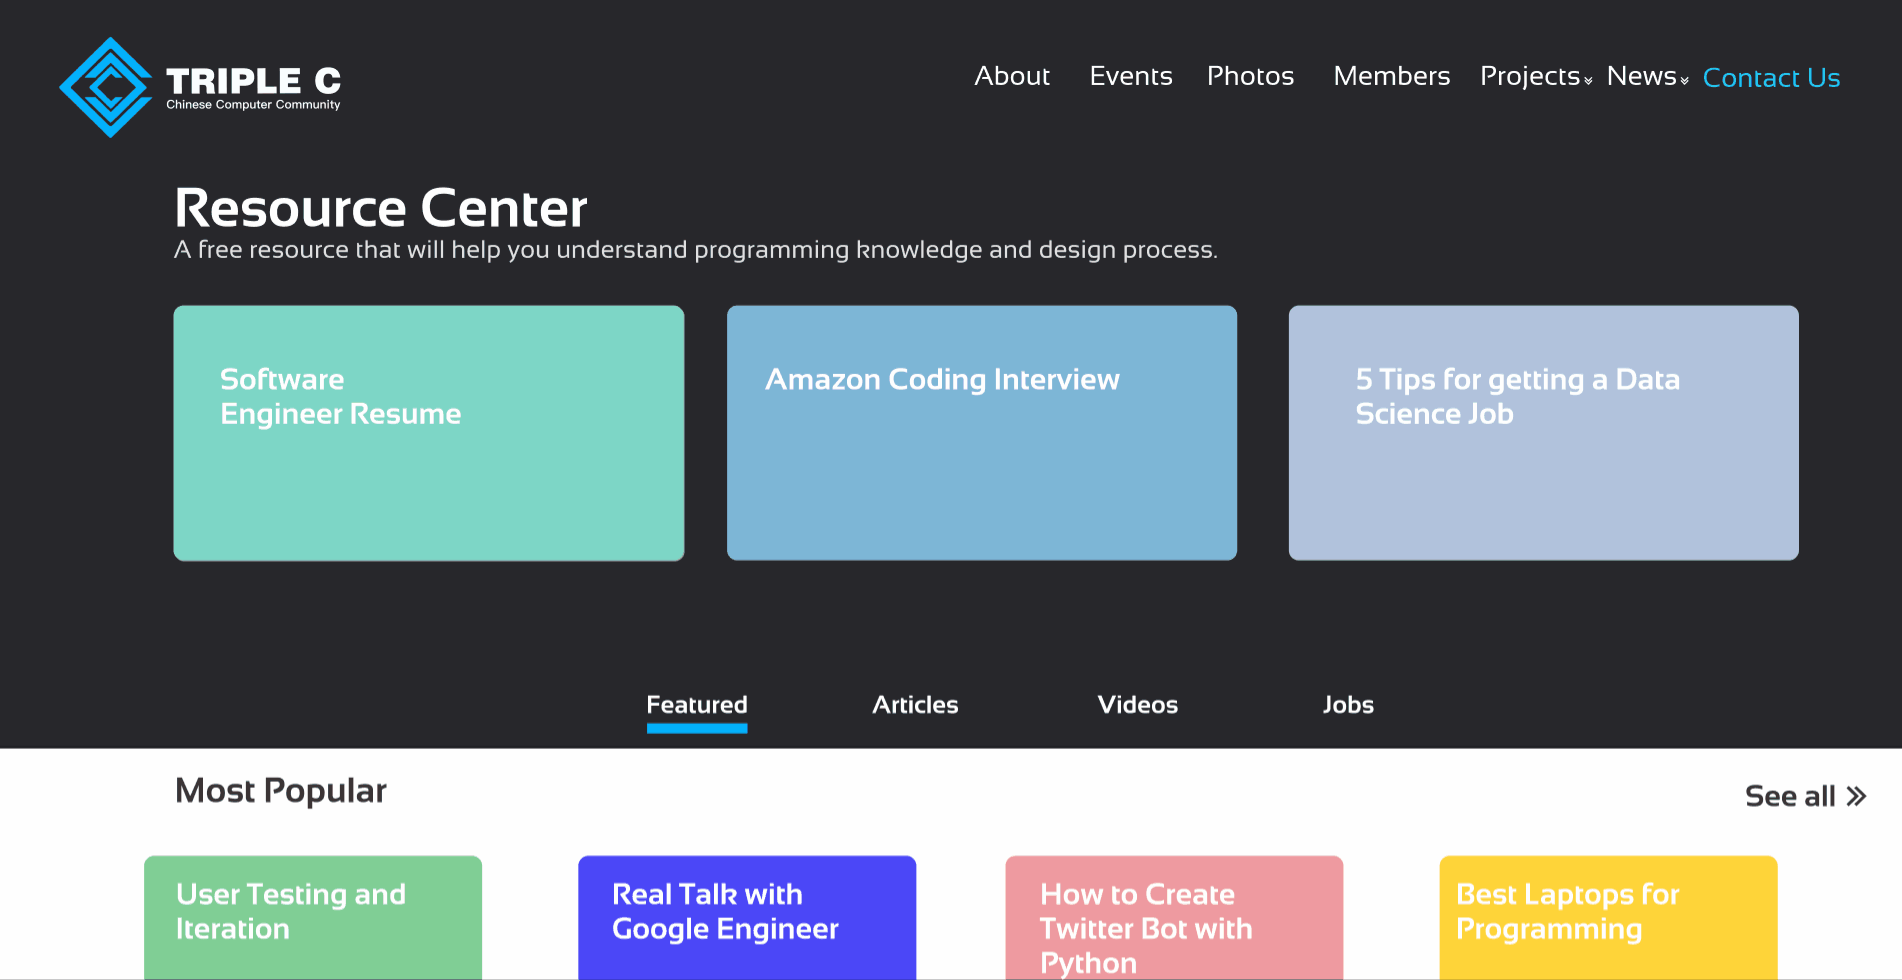 TRIPLE C
Chinese Computer Community
About Events Photos Members Projects News Contact Us
Resource Center
A free resource that will help you understand programming knowledge and design process.
Software
Engineer Resume
Amazon Coding Interview
5 Tips for getting a Data
Science Job
Featured Articles Videos Jobs
Most Popular
See all
User Testing and
Iteration
Real Talk with
Google Engineer
How to Create
Twitter Bot with
Python
Best Laptops for
Programming